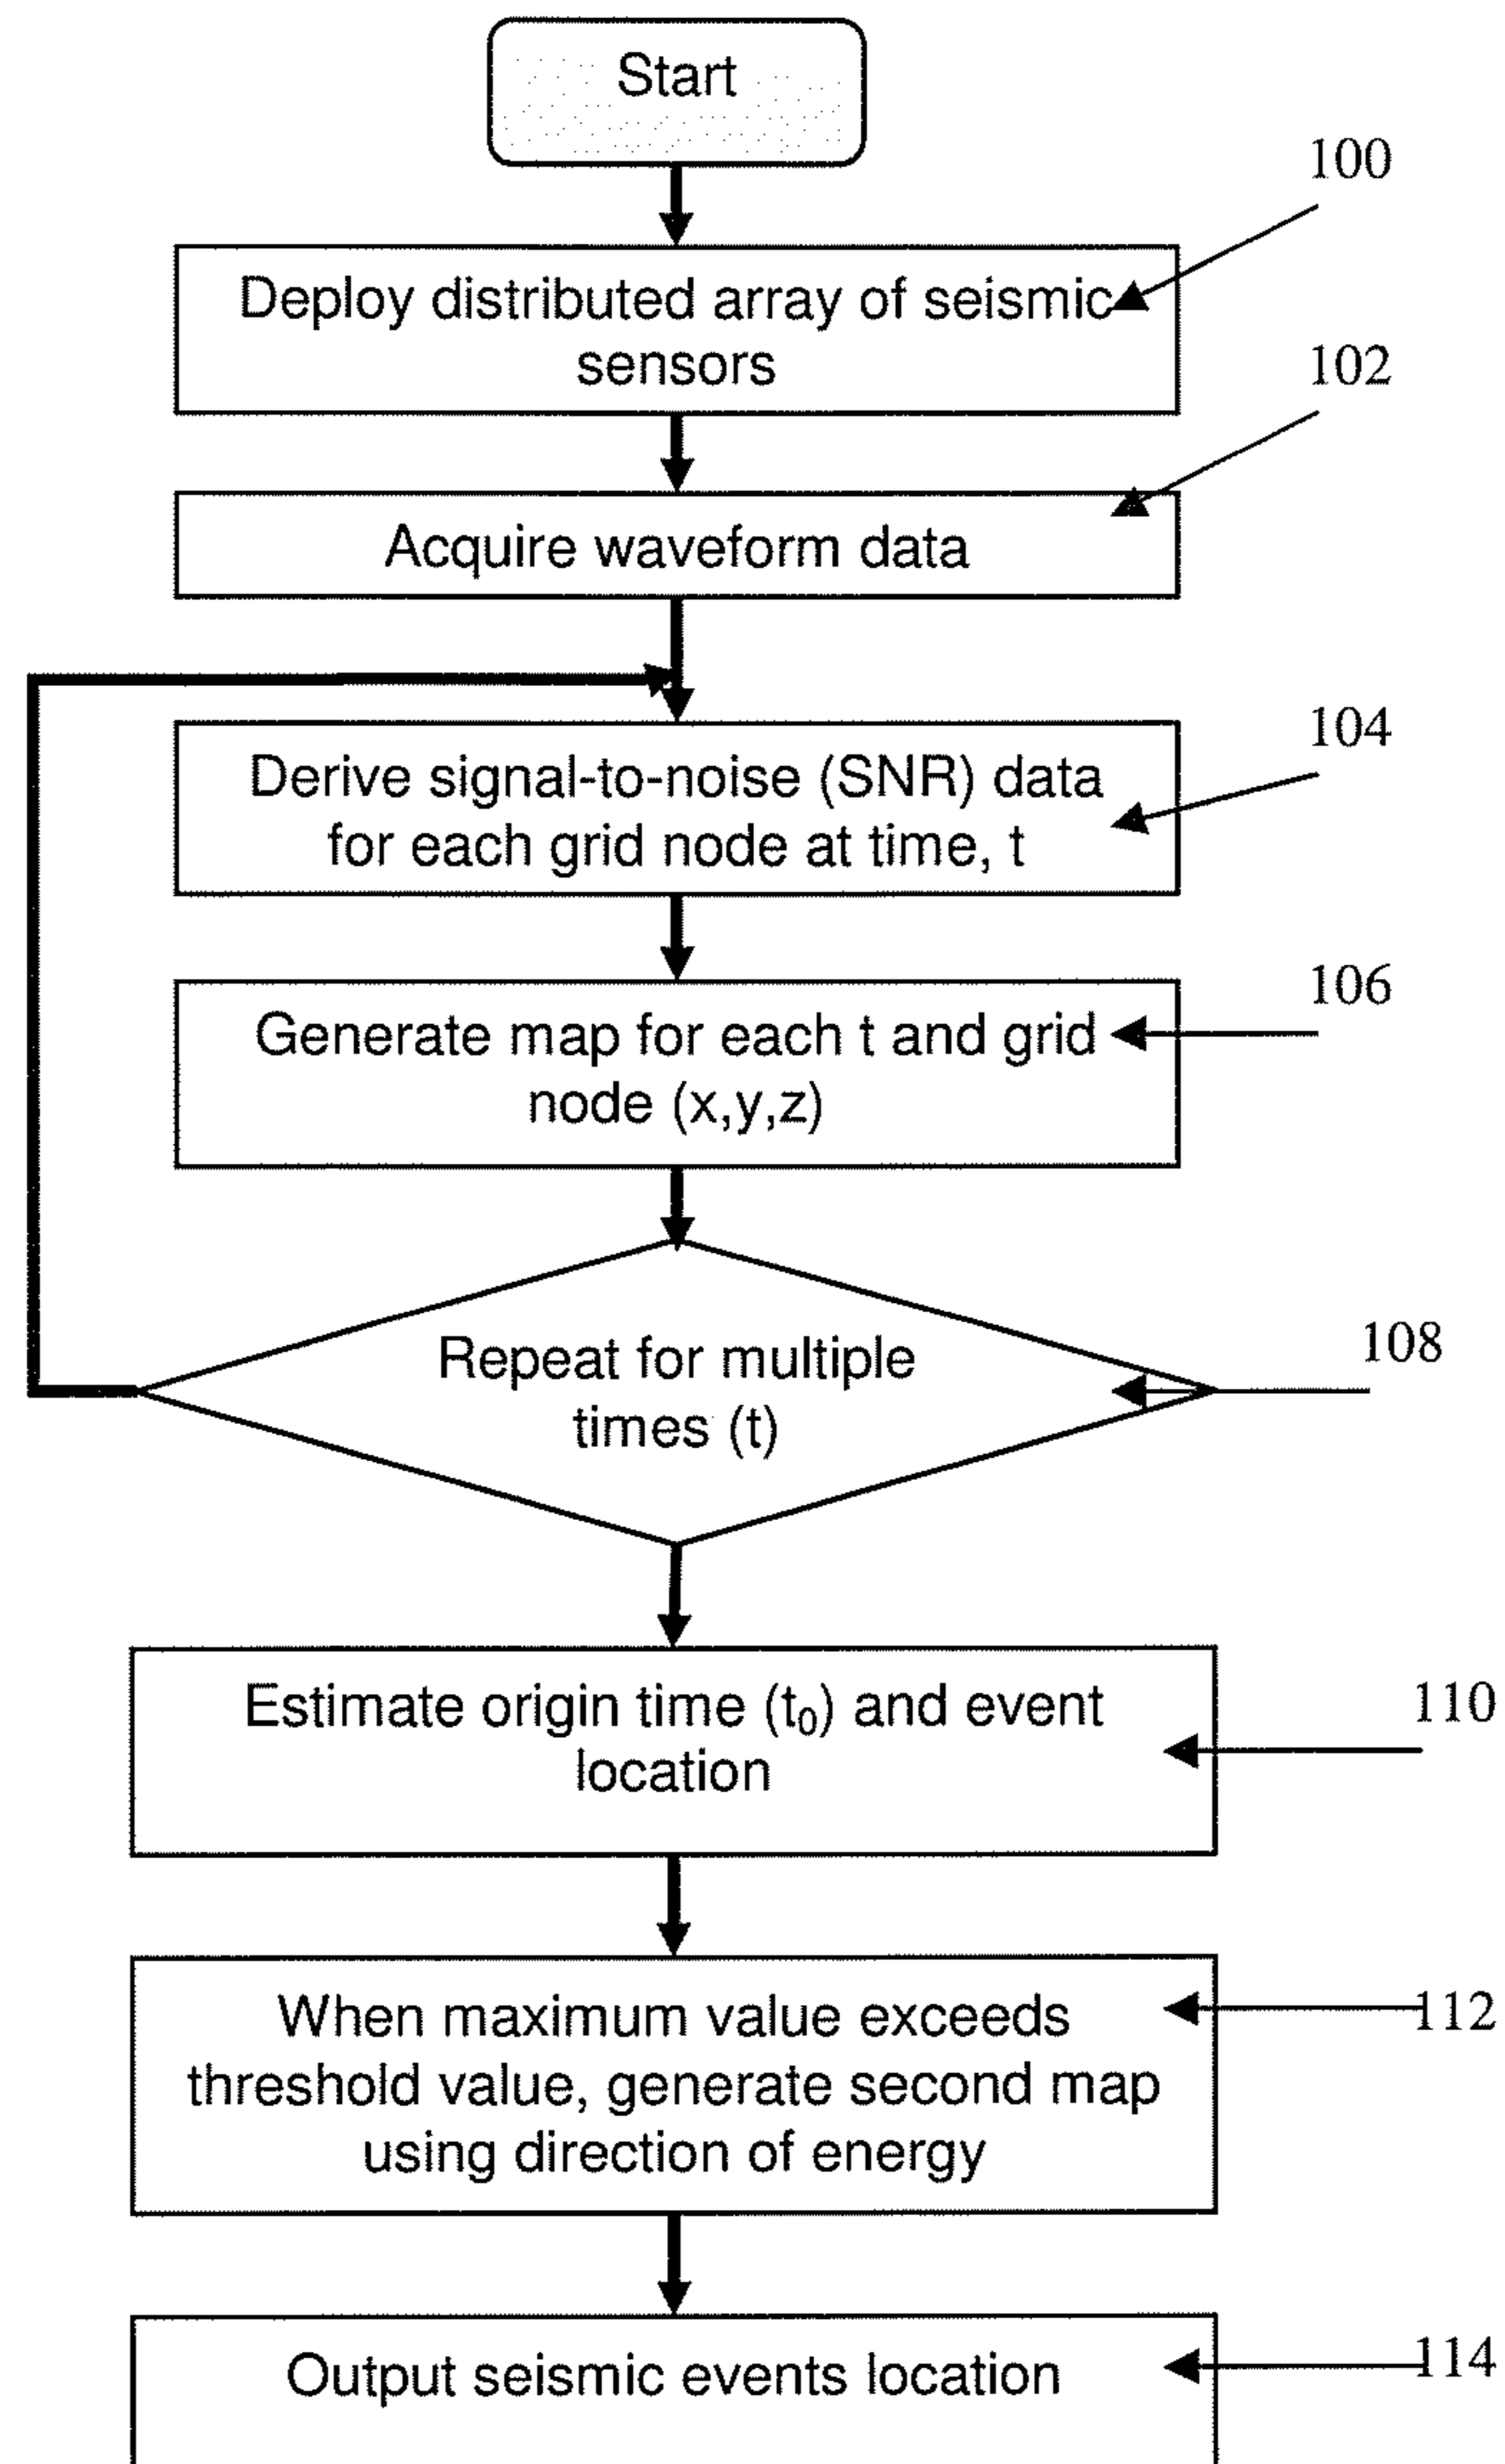 Start
100
Deploy distributed array of seismic
sensors
102
Acquire waveform data
104
Derive signal-to-noise (SNR) data
for each grid node at time, t
106
Generate map for each t and grid
node (x,y,z)
108
Repeat for multiple
times (t)
110
Estimate origin time (t₀) and event
location
112
When maximum value exceeds
threshold value, generate second map
using direction of energy
114
Output seismic events location